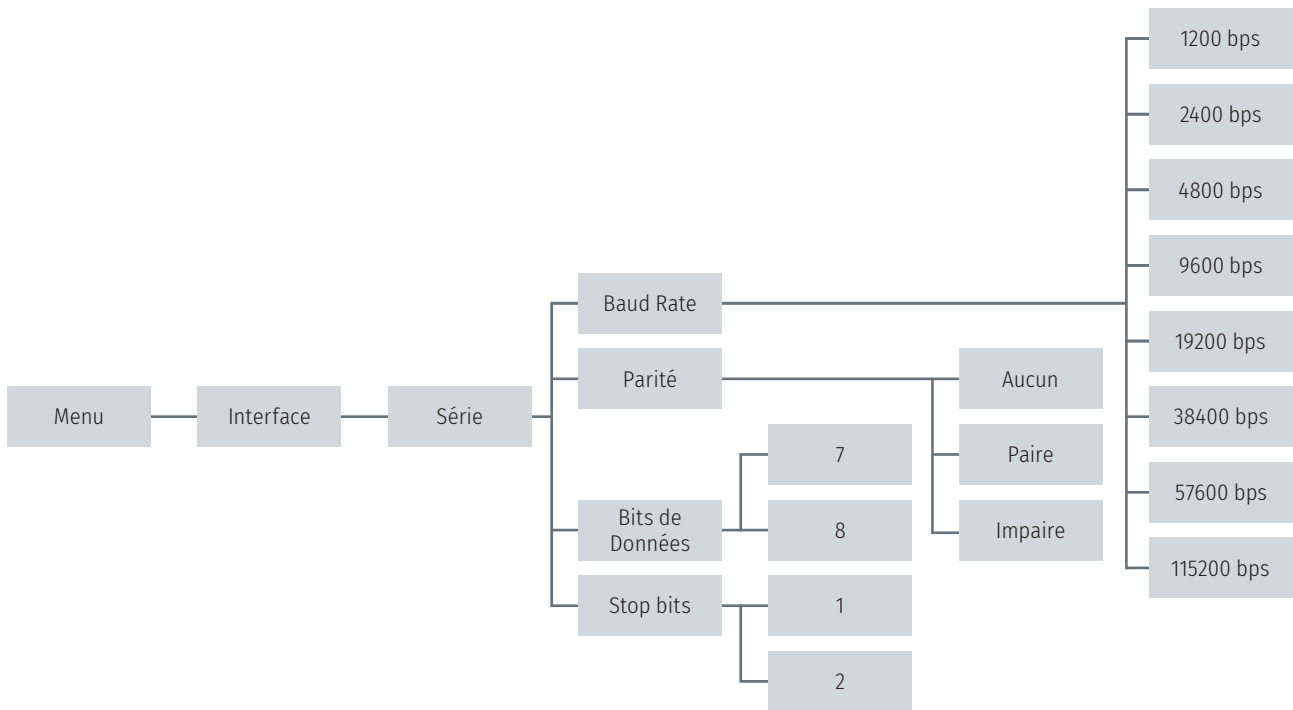 Menu
Interface
Série
Baud Rate
1200 bps
2400 bps
4800 bps
9600 bps
19200 bps
38400 bps
57600 bps
115200 bps
Parité
Aucun
Paire
Impaire
Bits de
Données
7
8
Stop bits
1
2